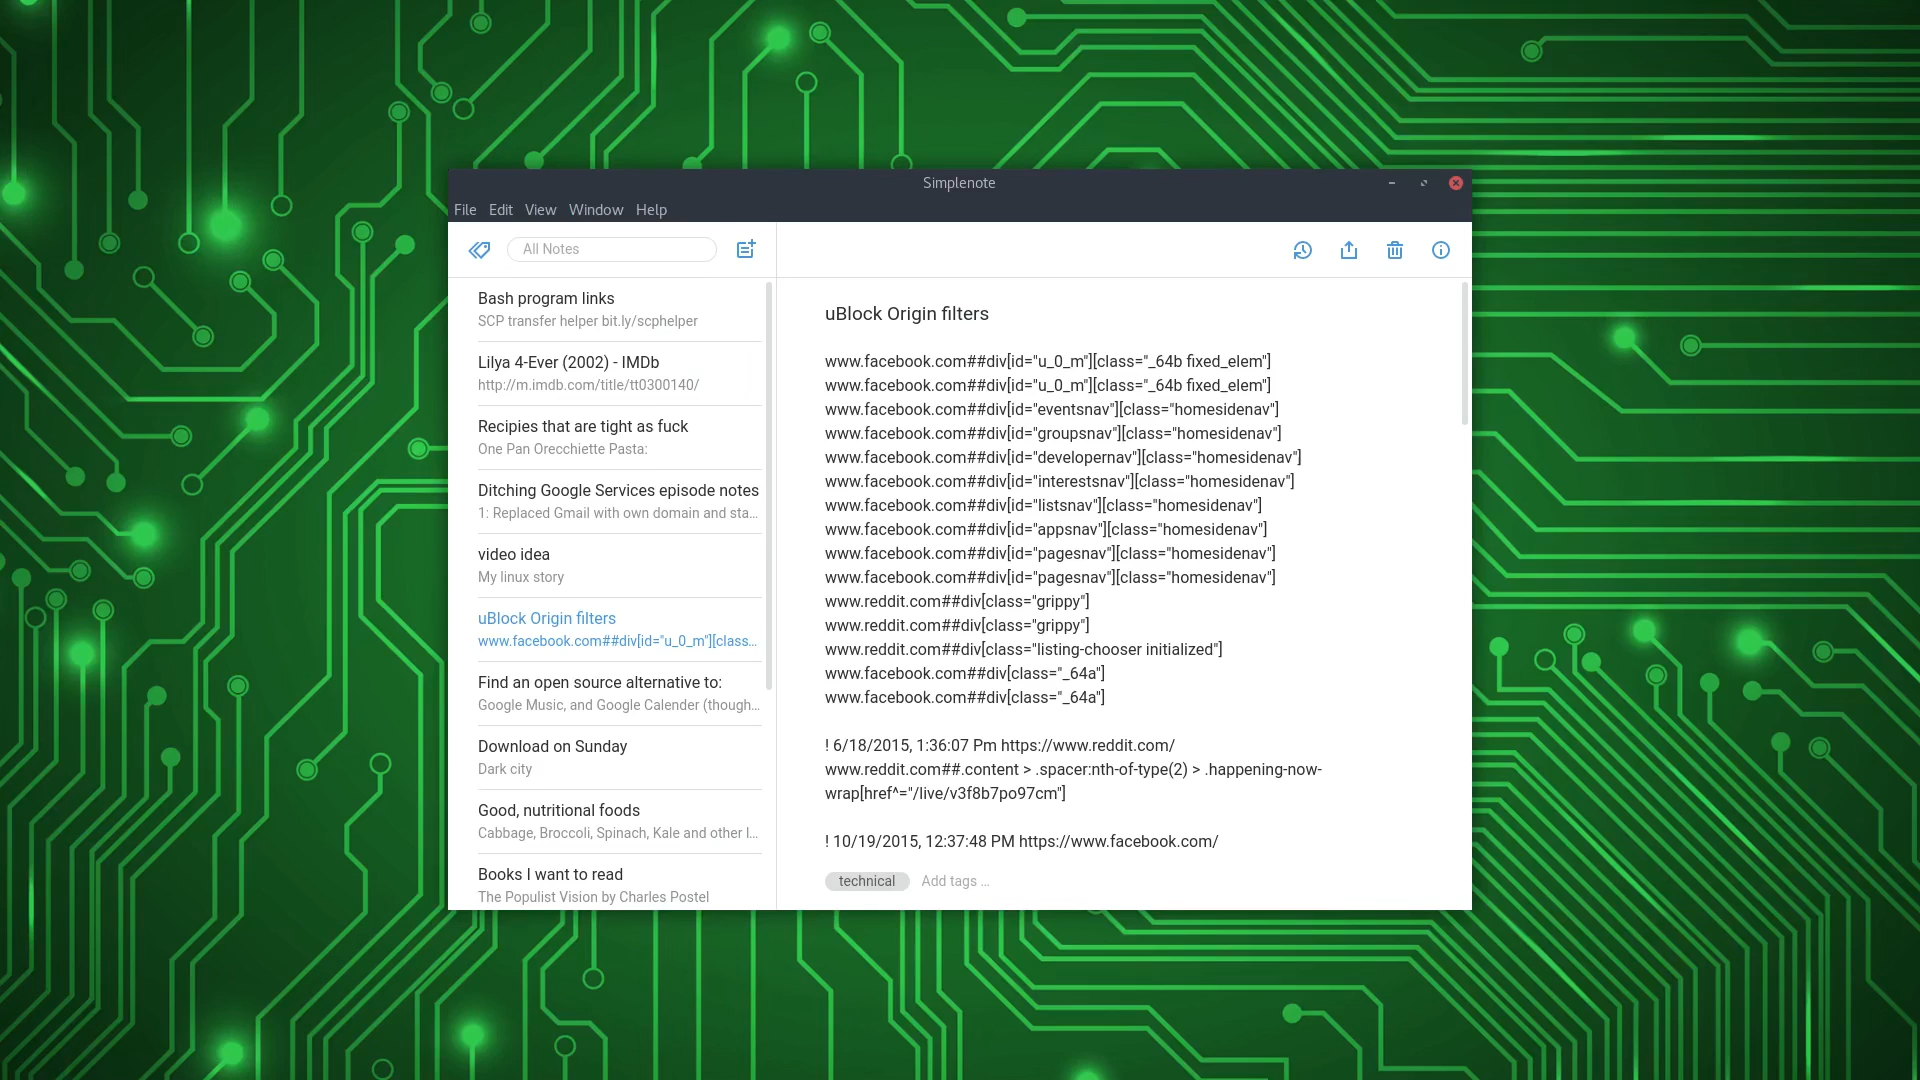 Simplenote
File Edit View Window Help
All Notes
Bash program links
SCP transfer helper bit.ly/scphelper
Lilya 4-Ever (2002) - IMDb
http://m.imdb.com/title/tt0300140/
Recipies that are tight as fuck
One Pan Orecchiette Pasta:
Ditching Google Services episode notes
1: Replaced Gmail with own domain and sta…
video idea
My linux story
uBlock Origin filters
www.facebook.com##div[id="u_0_m"][class…
Find an open source alternative to:
Google Music, and Google Calender (though…
Download on Sunday
Dark city
Good, nutritional foods
Cabbage, Broccoli, Spinach, Kale and other l…
Books I want to read
The Populist Vision by Charles Postel
uBlock Origin filters
www.facebook.com##div[id="u_0_m"][class="_64b fixed_elem"]
www.facebook.com##div[id="u_0_m"][class="_64b fixed_elem"]
www.facebook.com##div[id="eventsnav"][class="homesidenav"]
www.facebook.com##div[id="groupsnav"][class="homesidenav"]
www.facebook.com##div[id="developernav"][class="homesidenav"]
www.facebook.com##div[id="interestsnav"][class="homesidenav"]
www.facebook.com##div[id="listsnav"][class="homesidenav"]
www.facebook.com##div[id="appsnav"][class="homesidenav"]
www.facebook.com##div[id="pagesnav"][class="homesidenav"]
www.facebook.com##div[id="pagesnav"][class="homesidenav"]
www.reddit.com##div[class="grippy"]
www.reddit.com##div[class="grippy"]
www.reddit.com##div[class="listing-chooser initialized"]
www.facebook.com##div[class="_64a"]
www.facebook.com##div[class="_64a"]
! 6/18/2015, 1:36:07 Pm https://www.reddit.com/
www.reddit.com##.content > .spacer:nth-of-type(2) > .happening-now-
wrap[href^="/live/v3f8b7po97cm"]
! 10/19/2015, 12:37:48 PM https://www.facebook.com/
technical Add tags …